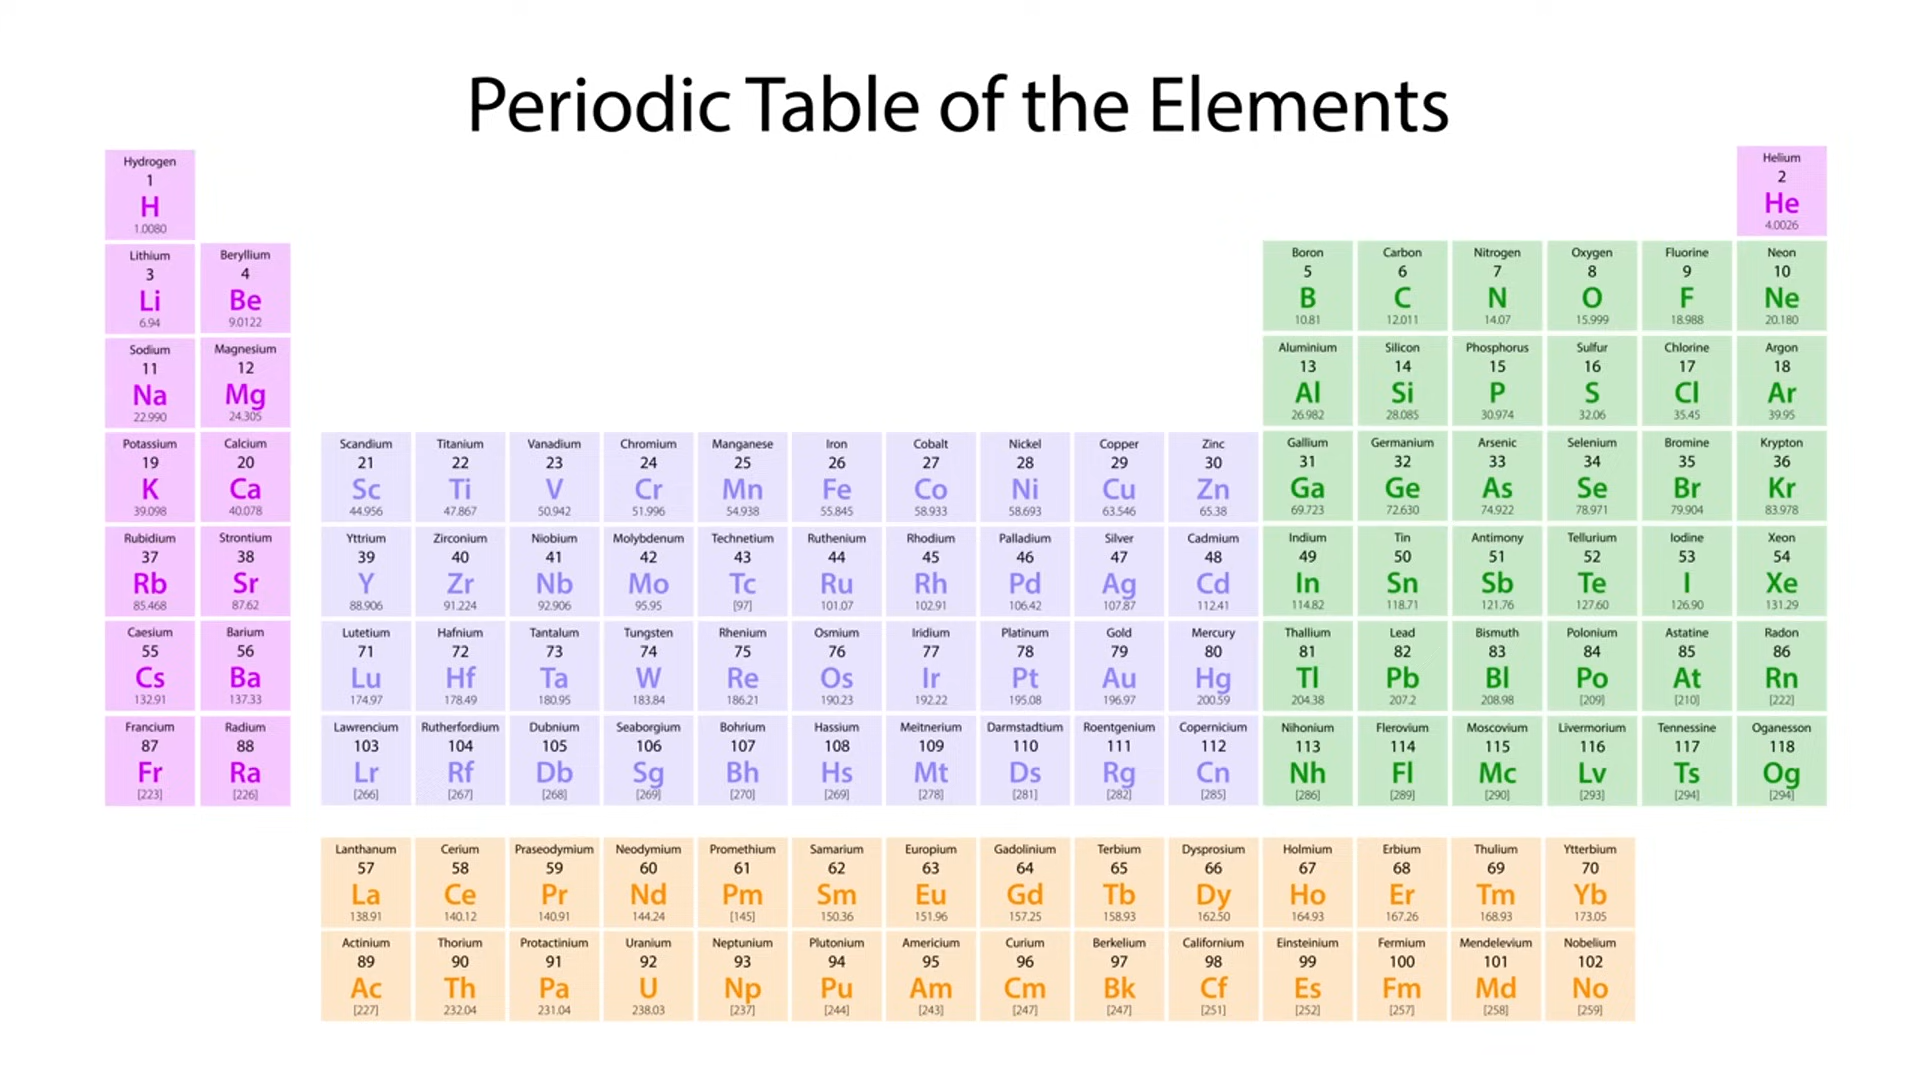 Periodic Table of the Elements
Hydrogen Helium
1 2
H He
1.0080 4.0026
Lithium Beryllium Boron Carbon Nitrogen Oxygen Fluorine Neon
3 4 5 6 7 8 9 10
Li Be B C N O F Ne
6.94 9.0122 10.81 12.011 14.07 15.999 18.988 20.180
Sodium Magnesium Aluminium Silicon Phosphorus Sulfur Chlorine Argon
11 12 13 14 15 16 17 18
Na Mg Al Si P S Cl Ar
22.990 24.305 26.982 28.085 30.974 32.06 35.45 39.95
Potassium Calcium Scandium Titanium Vanadium Chromium Manganese Iron Cobalt Nickel Copper Zinc Gallium Germanium Arsenic Selenium Bromine Krypton
19 20 21 22 23 24 25 26 27 28 29 30 31 32 33 34 35 36
K Ca Sc Ti V Cr Mn Fe Co Ni Cu Zn Ga Ge As Se Br Kr
39.098 40.078 44.956 47.867 50.942 51.996 54.938 55.845 58.933 58.693 63.546 65.38 69.723 72.630 74.922 78.971 79.904 83.978
Rubidium Strontium Yttrium Zirconium Niobium Molybdenum Technetium Ruthenium Rhodium Palladium Silver Cadmium Indium Tin Antimony Tellurium Iodine Xeon
37 38 39 40 41 42 43 44 45 46 47 48 49 50 51 52 53 54
Rb Sr Y Zr Nb Mo Tc Ru Rh Pd Ag Cd In Sn Sb Te I Xe
85.468 87.62 88.906 91.224 92.906 95.95 [97] 101.07 102.91 106.42 107.87 112.41 114.82 118.71 121.76 127.60 126.90 131.29
Caesium Barium Lutetium Hafnium Tantalum Tungsten Rhenium Osmium Iridium Platinum Gold Mercury Thallium Lead Bismuth Polonium Astatine Radon
55 56 71 72 73 74 75 76 77 78 79 80 81 82 83 84 85 86
Cs Ba Lu Hf Ta W Re Os Ir Pt Au Hg Tl Pb Bl Po At Rn
132.91 137.33 174.97 178.49 180.95 183.84 186.21 190.23 192.22 195.08 196.97 200.59 204.38 207.2 208.98 [209] [210] [222]
Francium Radium Lawrencium Rutherfordium Dubnium Seaborgium Bohrium Hassium Meitnerium Darmstadtium Roentgenium Copernicium Nihonium Flerovium Moscovium Livermorium Tennessine Oganesson
87 88 103 104 105 106 107 108 109 110 111 112 113 114 115 116 117 118
Fr Ra Lr Rf Db Sg Bh Hs Mt Ds Rg Cn Nh Fl Mc Lv Ts Og
[223] [226] [266] [267] [268] [269] [270] [269] [278] [281] [282] [285] [286] [289] [290] [293] [294] [294]
Lanthanum Cerium Praseodymium Neodymium Promethium Samarium Europium Gadolinium Terbium Dysprosium Holmium Erbium Thulium Ytterbium
57 58 59 60 61 62 63 64 65 66 67 68 69 70
La Ce Pr Nd Pm Sm Eu Gd Tb Dy Ho Er Tm Yb
138.91 140.12 140.91 144.24 [145] 150.36 151.96 157.25 158.93 162.50 164.93 167.26 168.93 173.05
Actinium Thorium Protactinium Uranium Neptunium Plutonium Americium Curium Berkelium Californium Einsteinium Fermium Mendelevium Nobelium
89 90 91 92 93 94 95 96 97 98 99 100 101 102
Ac Th Pa U Np Pu Am Cm Bk Cf Es Fm Md No
[227] 232.04 231.04 238.03 [237] [244] [243] [247] [247] [251] [252] [257] [258] [259]